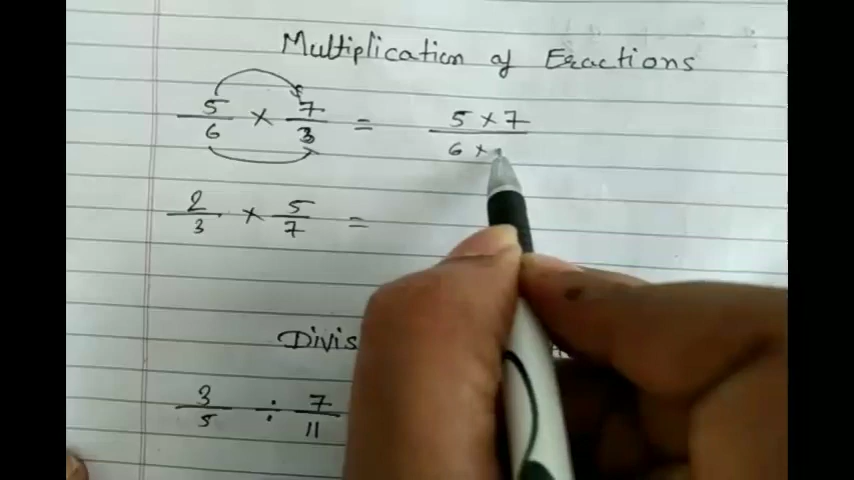 Multiplication of Fractions
5/6 × 7/3 = 5 × 7 / 6 ×
2/3 × 5/7 =
Divis
3/5 ÷ 7/11